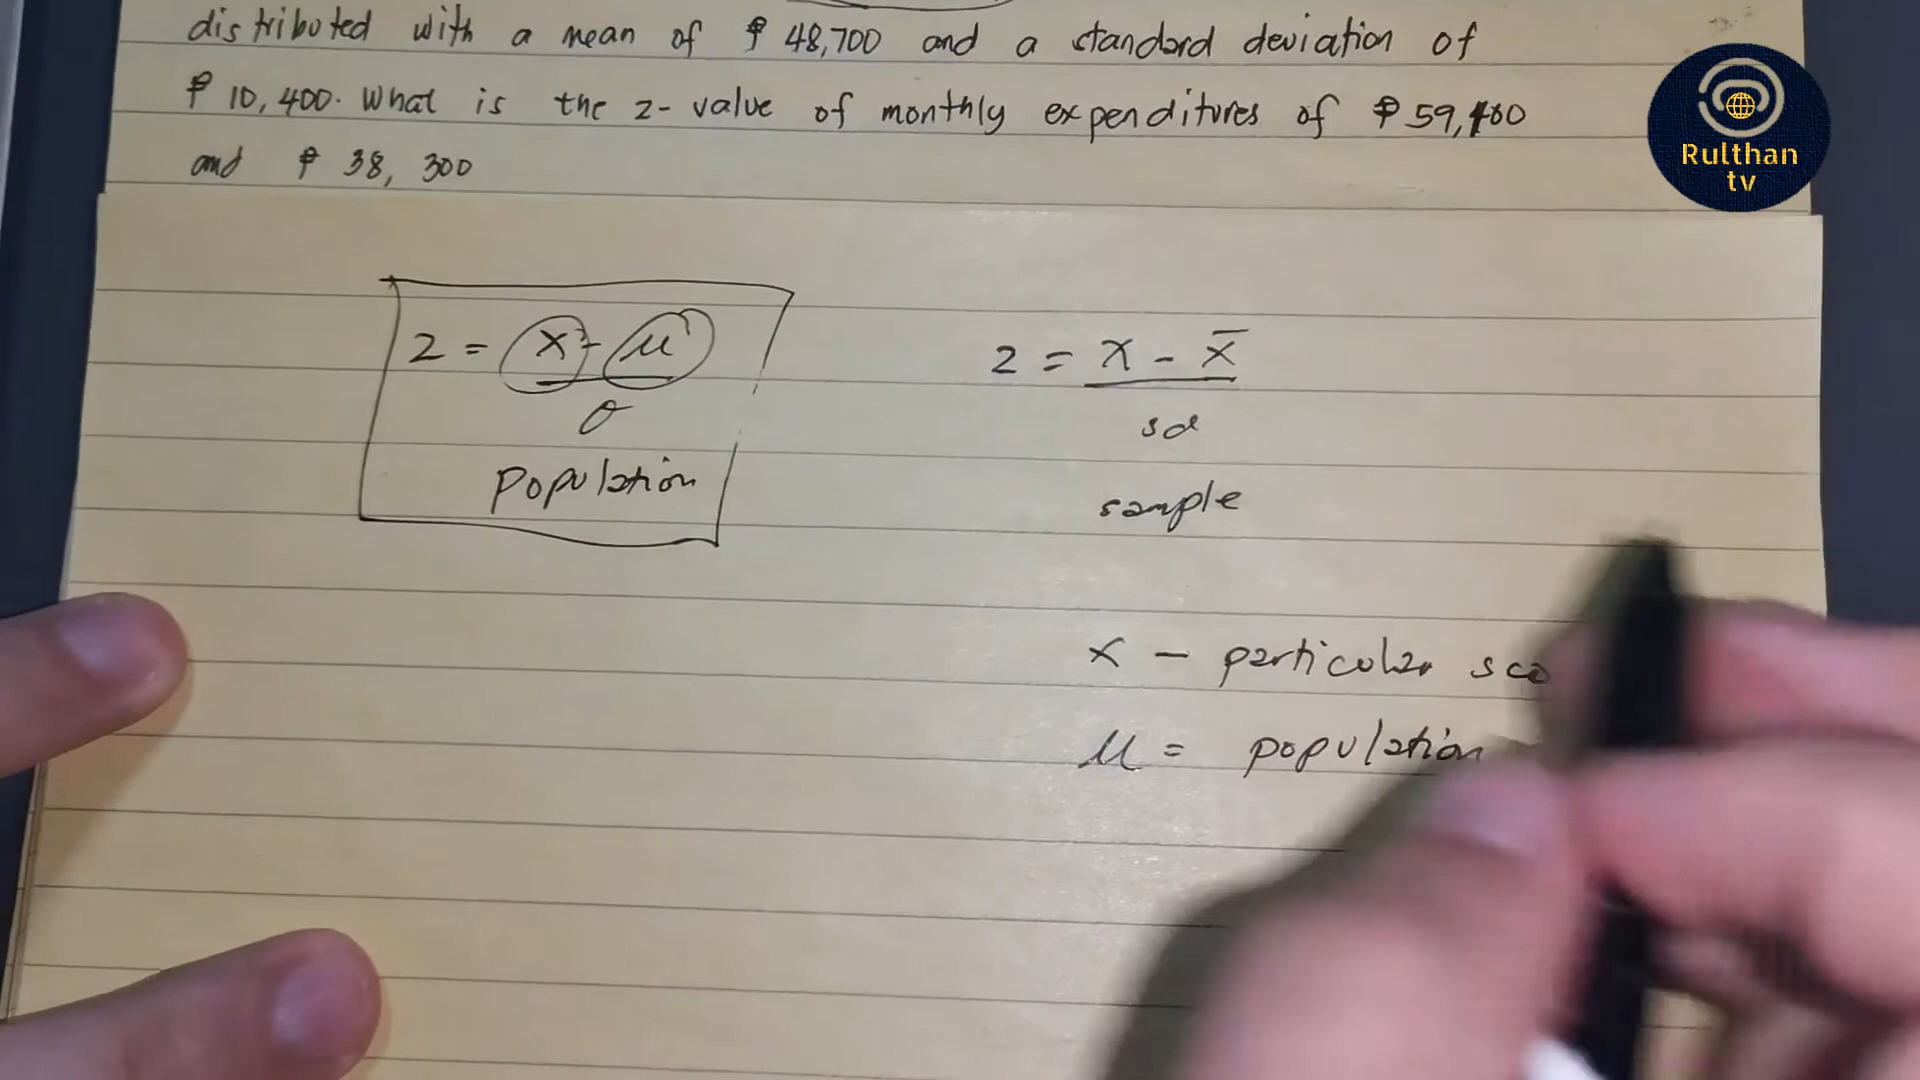 distributed with a mean of ₱ 48,700 and a standard deviation of
₱ 10,400. What is the z-value of monthly expenditures of ₱ 59,100
and ₱ 38, 300
Rulthan
tv
z = x - μ
σ
population
z = x - x̄
sd
sample
x - particular
μ = population